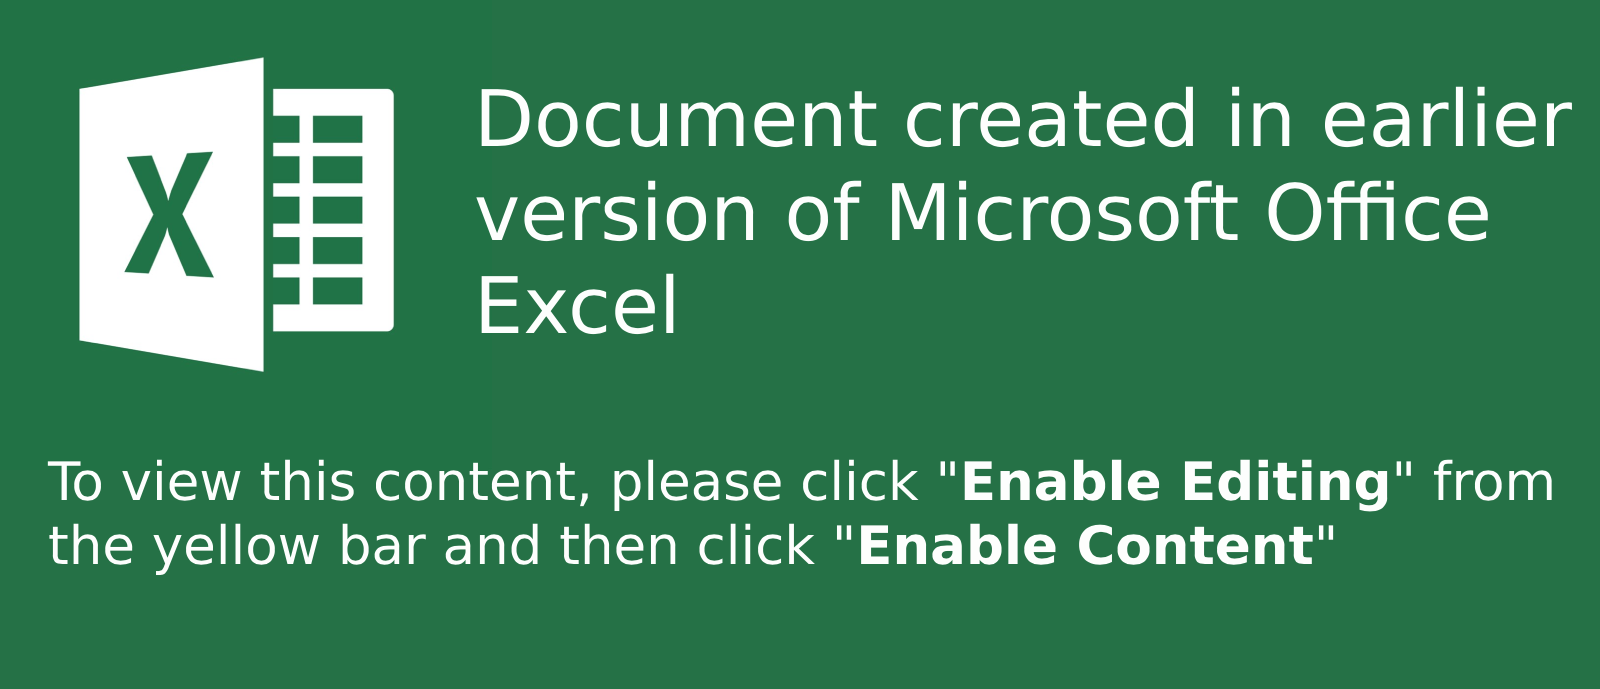 X
Document created in earlier
version of Microsoft Office
Excel
To view this content, please click "Enable Editing" from
the yellow bar and then click "Enable Content"